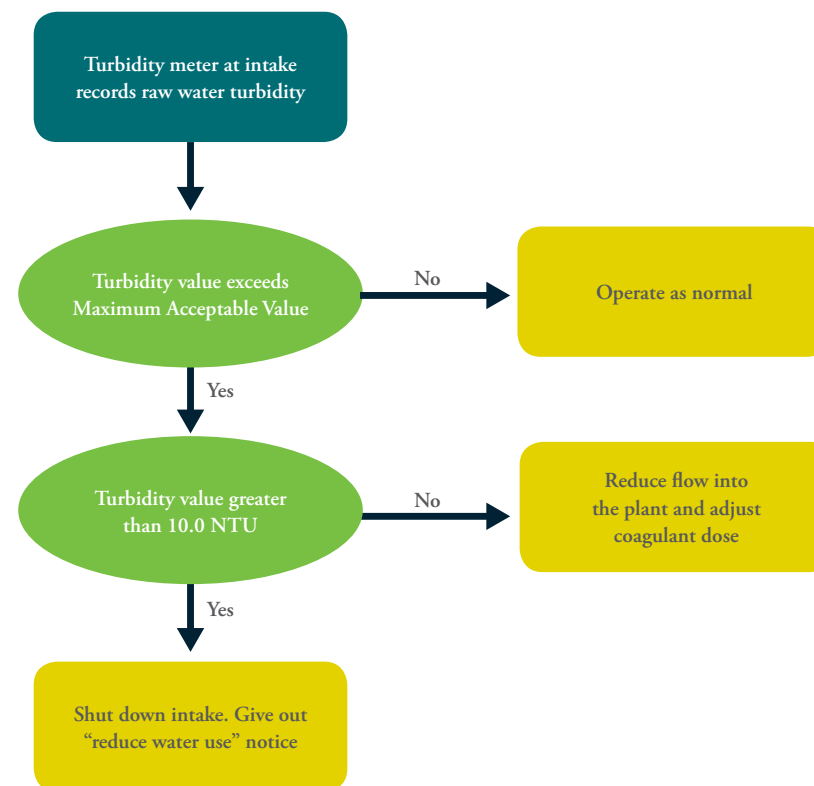 Turbidity meter at intake
records raw water turbidity
Turbidity value exceeds
Maximum Acceptable Value
No
Operate as normal
Yes
Turbidity value greater
than 10.0 NTU
No
Reduce flow into
the plant and adjust
coagulant dose
Yes
Shut down intake. Give out
“reduce water use” notice